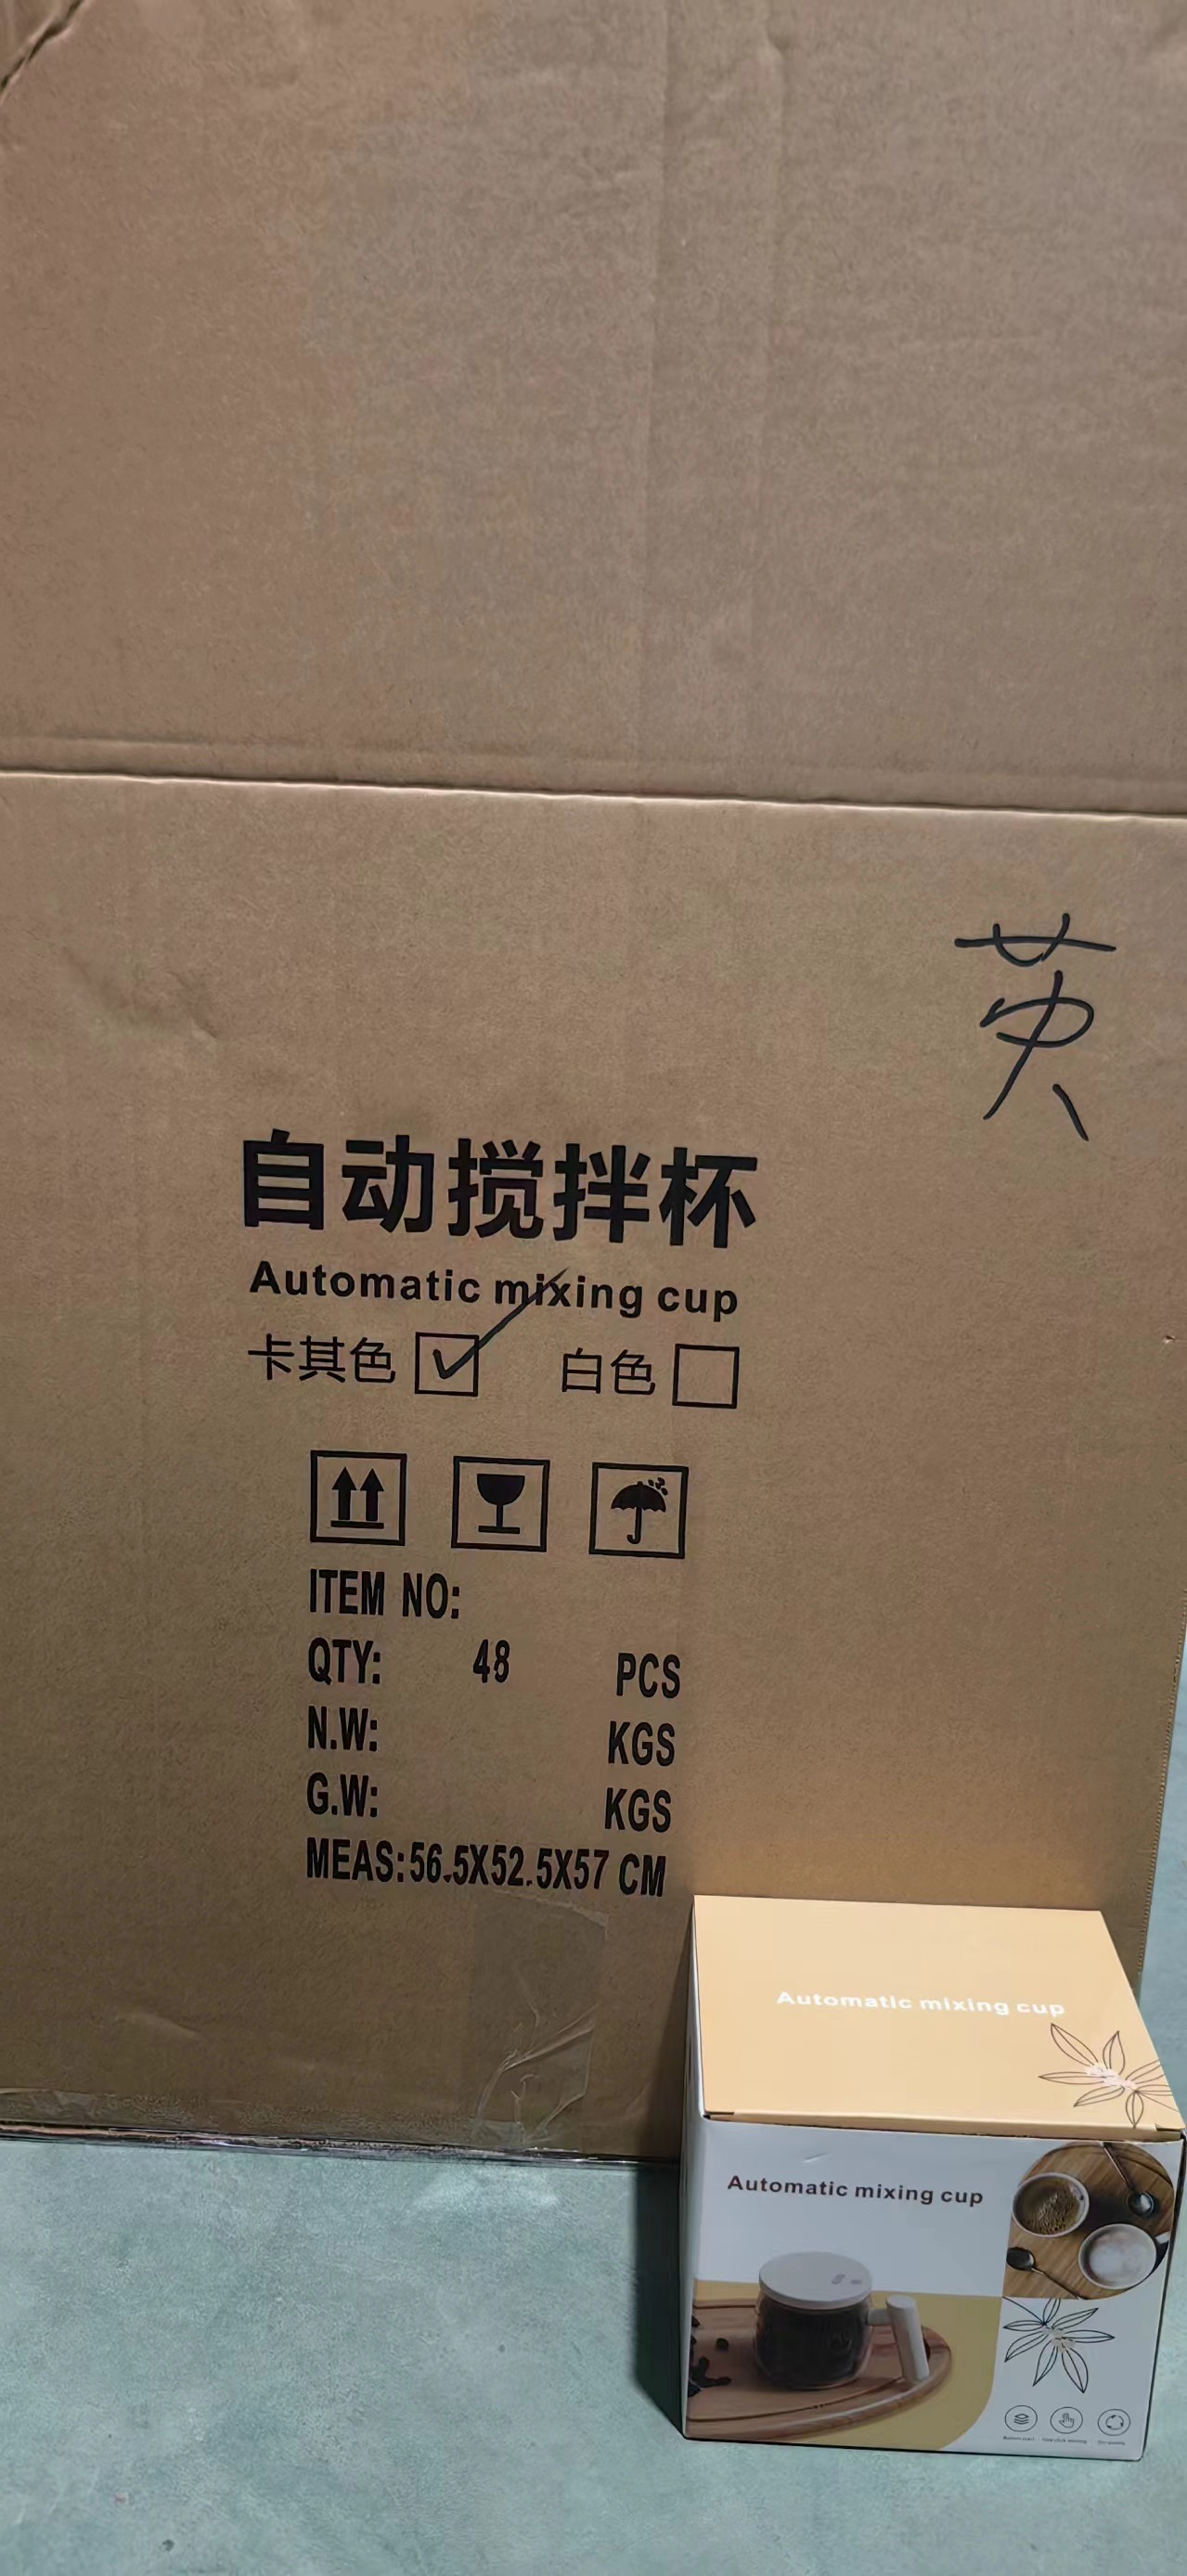 英
自动搅拌杯
Automatic mixing cup
卡其色 白色
ITEM NO:
QTY: 48 PCS
N.W: KGS
G.W: KGS
MEAS:56.5X52.5X57 CM
Automatic mixing cup
Automatic mixing cup